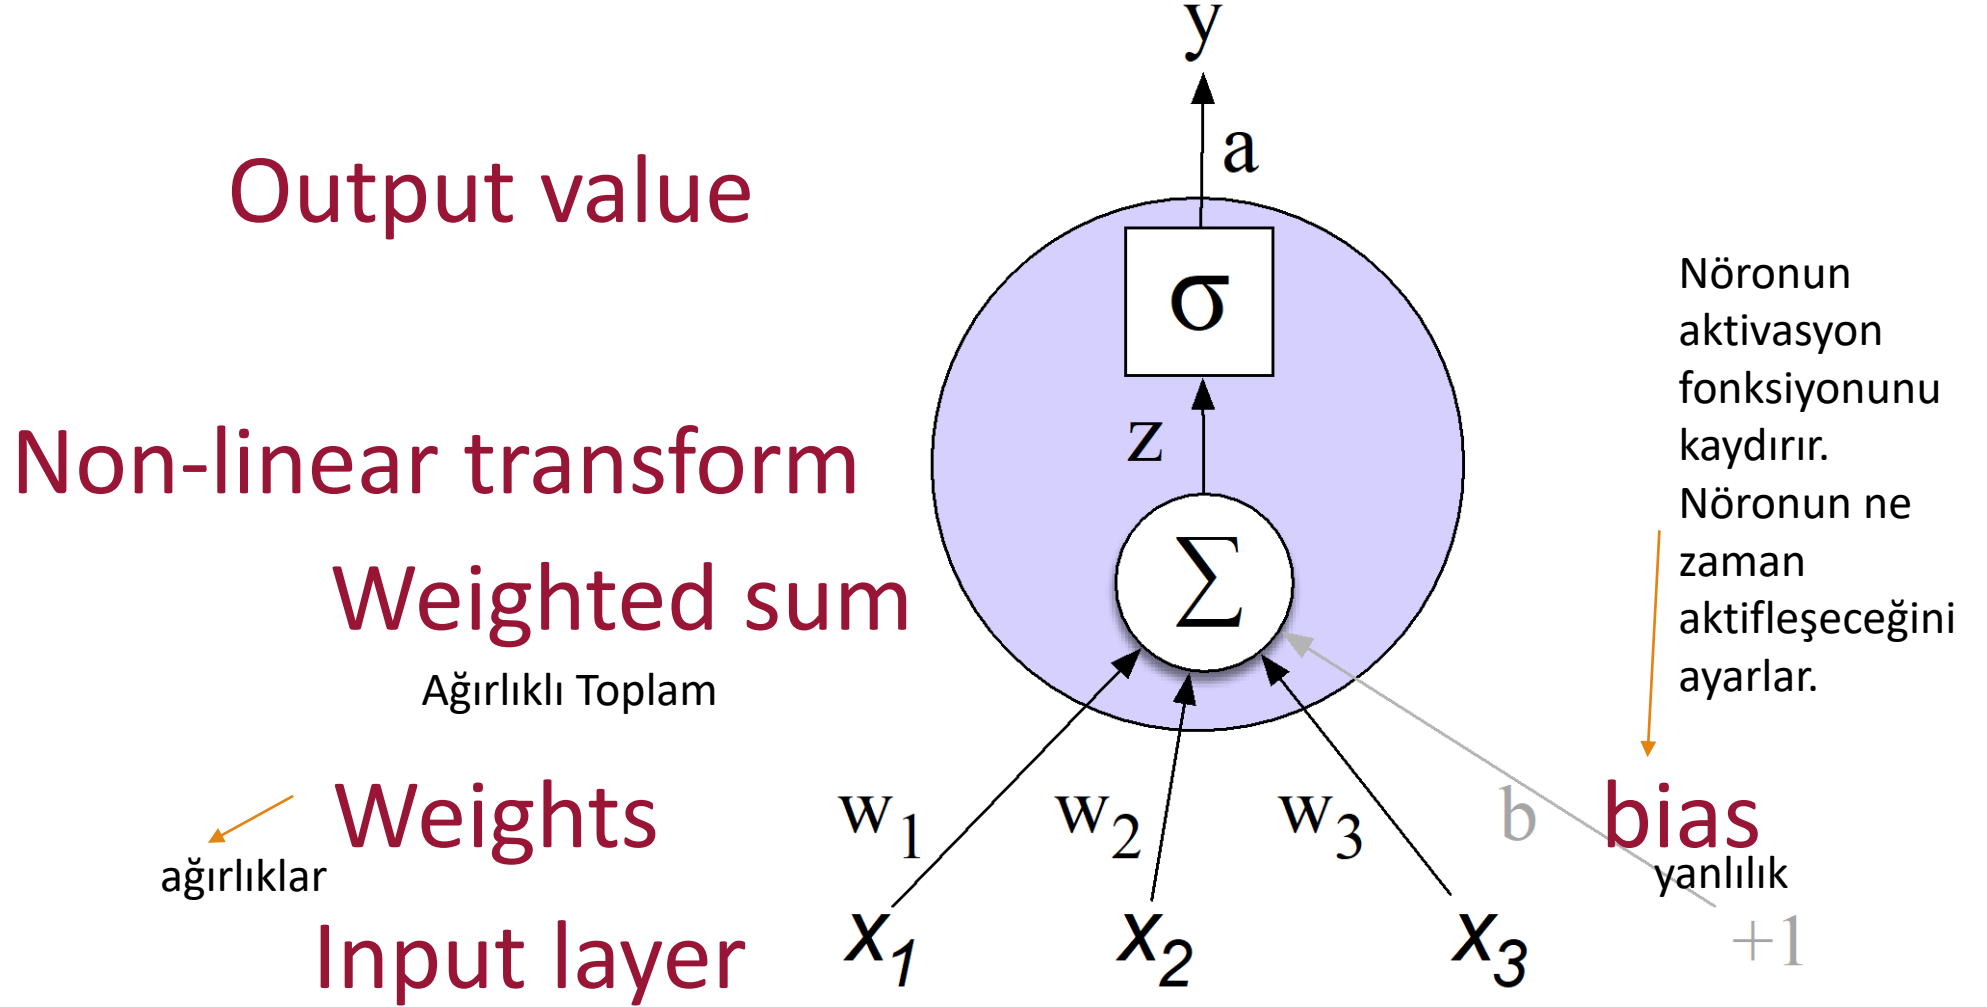 y
a
Output value
σ
Nöronun
aktivasyon
fonksiyonunu
kaydırır.
Nöronun ne
zaman
aktifleşeceğini
ayarlar.
z
Non-linear transform
Weighted sum
∑
Ağırlıklı Toplam
Weights
w1
w2
w3
b
bias
ağırlıklar
yanlılık
Input layer
x1
x2
x3
+1